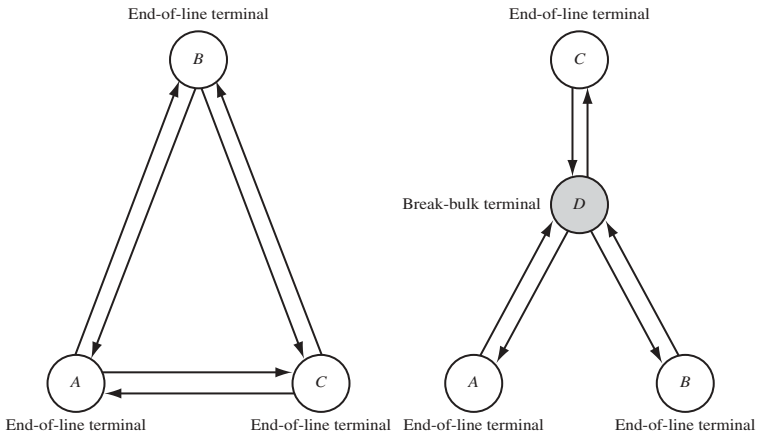 End-of-line terminal
B
A
C
End-of-line terminal
End-of-line terminal
End-of-line terminal
C
Break-bulk terminal
D
A
B
End-of-line terminal
End-of-line terminal